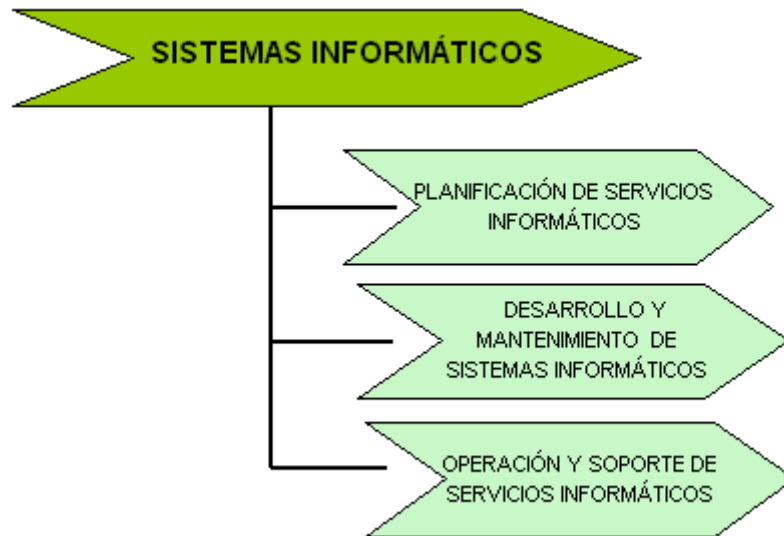 SISTEMAS INFORMÁTICOS
PLANIFICACIÓN DE SERVICIOS
INFORMÁTICOS
DESARROLLO Y
MANTENIMIENTO DE
SISTEMAS INFORMÁTICOS
OPERACIÓN Y SOPORTE DE
SERVICIOS INFORMÁTICOS